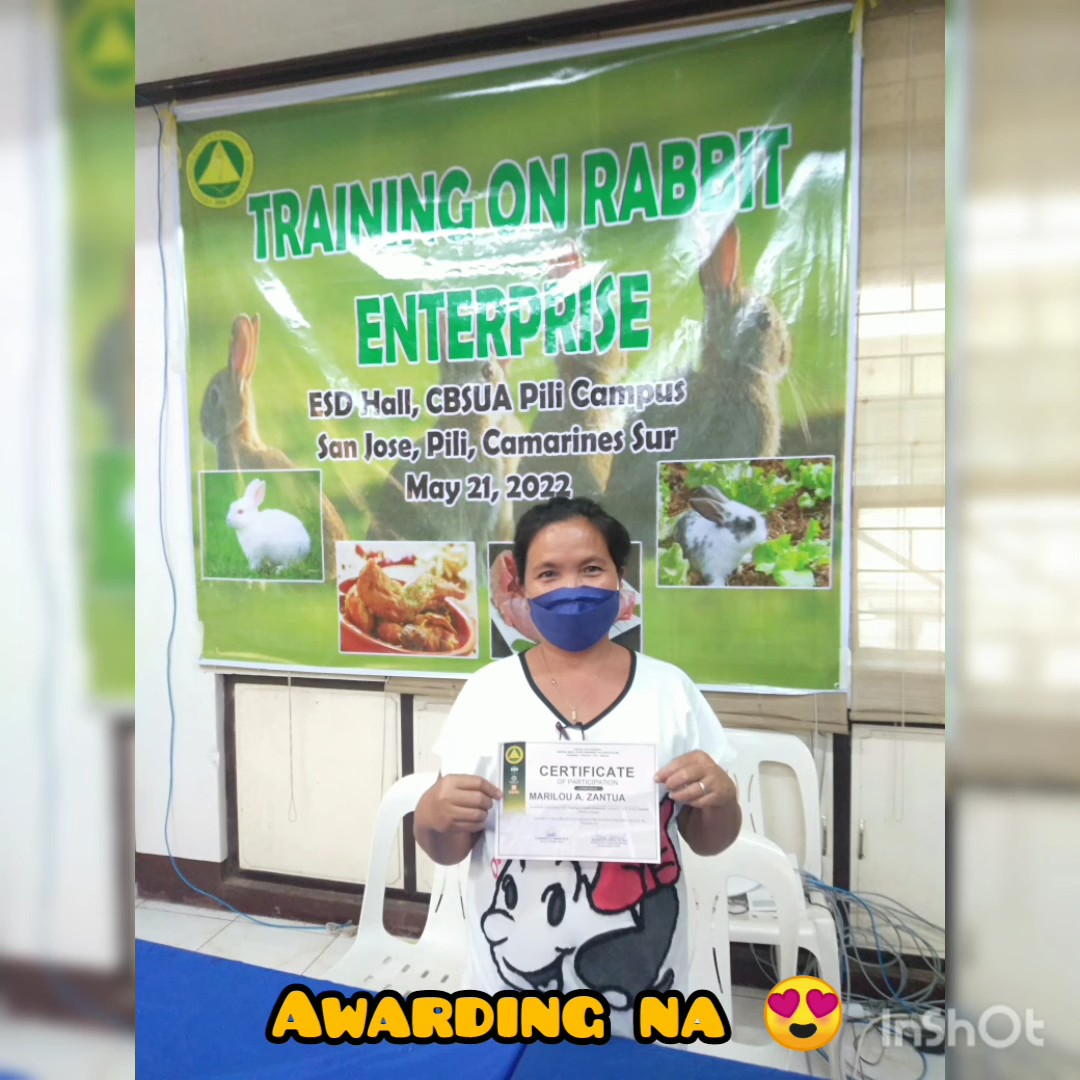 TRAINING ON RABBIT
ENTERPRISE
ESD Hall, CBSUA Pili Campus
San Jose, Pili, Camarines Sur
May 21, 2022
CERTIFICATE
OF PARTICIPATION
MARILOU A. ZANTUA
AWARDING NA 😍
InShOt